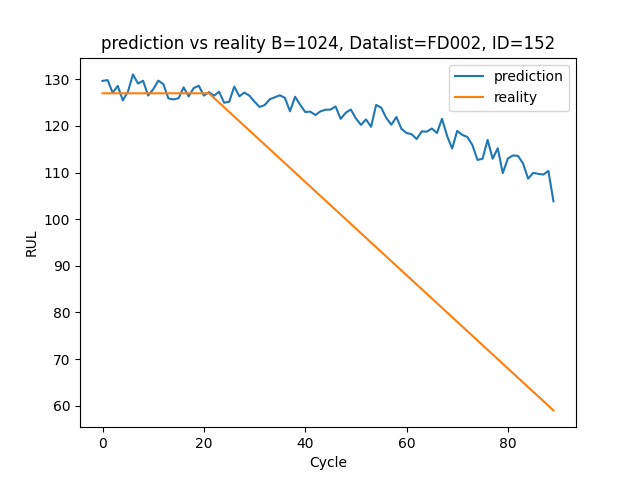 prediction vs reality B=1024, Datalist=FD002, ID=152
prediction
reality
RUL
130
120
110
100
90
80
70
60
0 20 40 60 80
Cycle